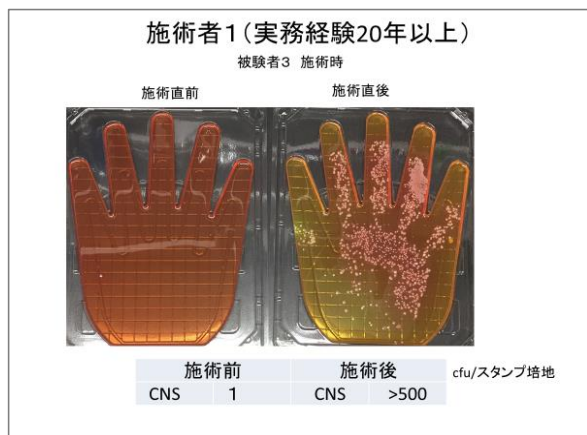 施術者1(実務経験20年以上)
被験者3 施術時
施術直前 施術直後
施術前 施術後 cfu/スタンプ培地
CNS 1 CNS >500